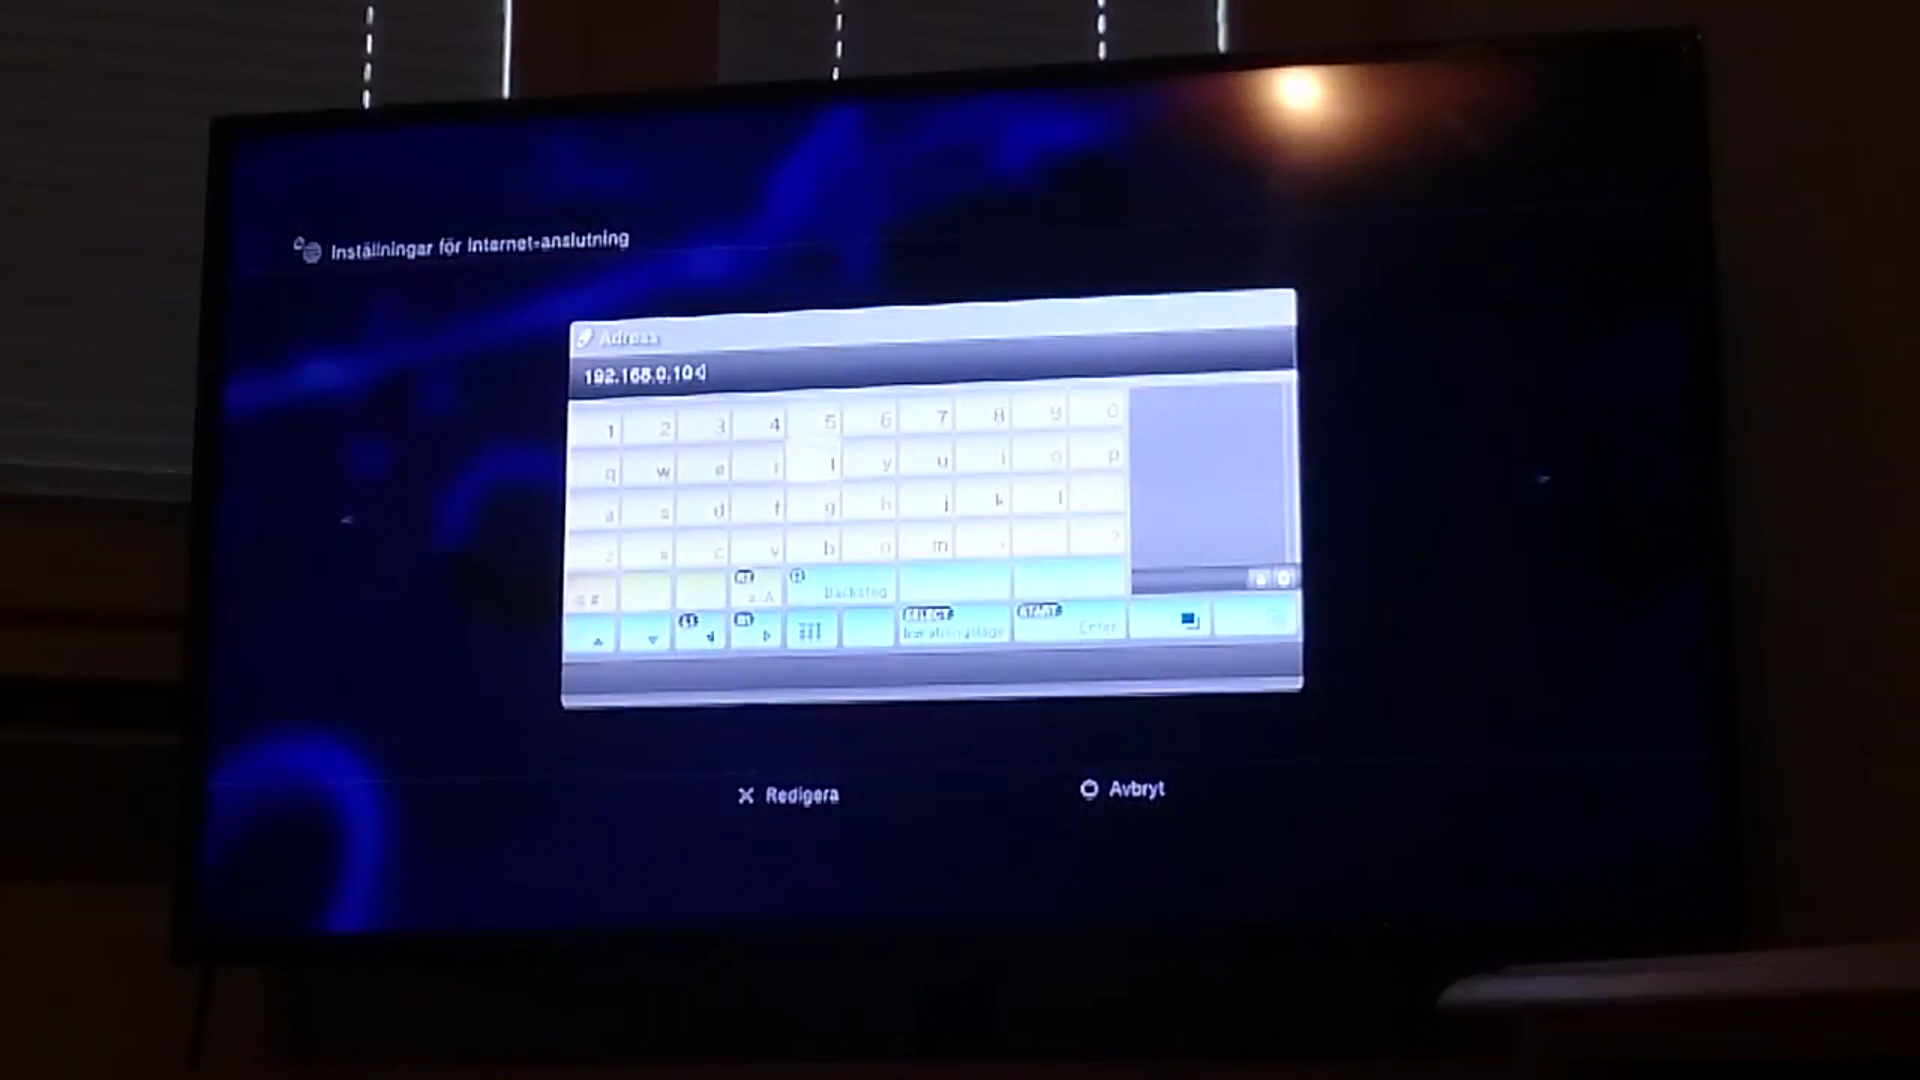 Inställningar för Internet-anslutning
Adress
192.168.0.104
1 2 3 4 5 6 7 8 9 0
q w e r t y u i o p
a s d f g h j k l
z x c v b n m ?
@#
a/A
Backsteg
SELECT
START
Inmatningsläge
Enter
Redigera
Avbryt